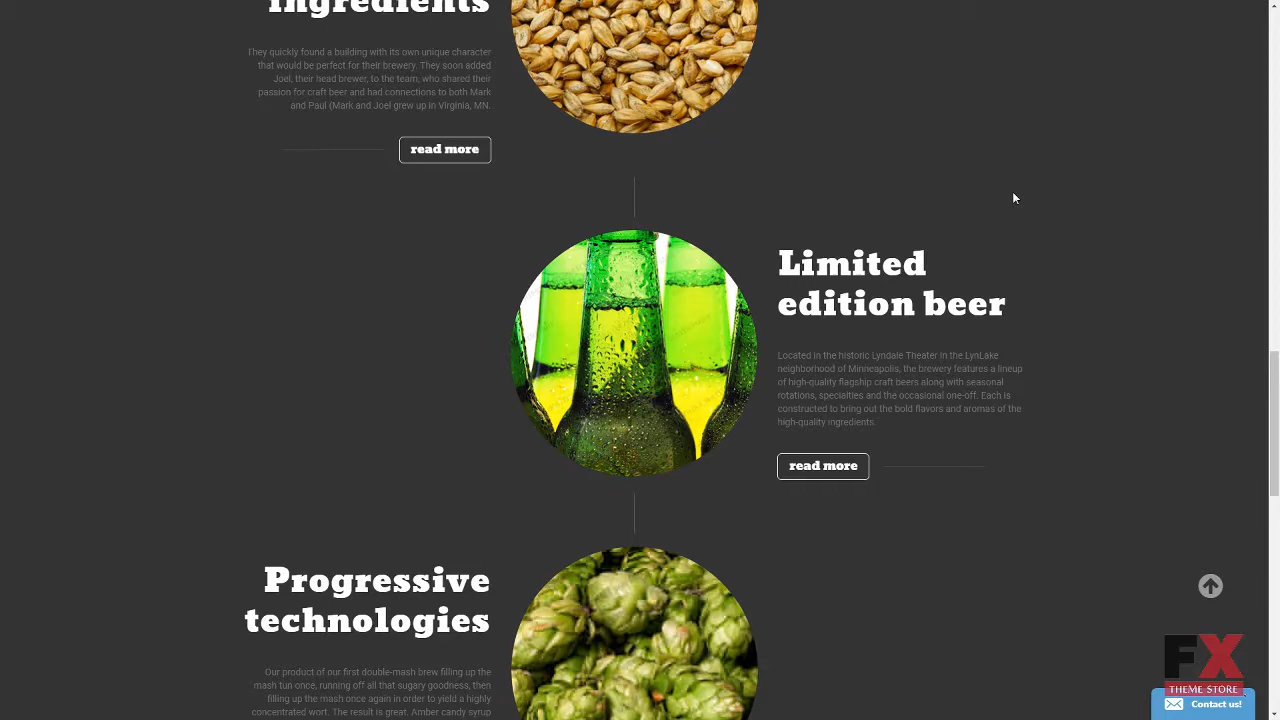 ingredients
They quickly found a building with its own unique character
that would be perfect for their brewery. They soon added
Joel, their head brewer, to the team, who shared their
passion for craft beer and had connections to both Mark
and Paul (Mark and Joel grew up in Virginia, MN.
read more
Limited
edition beer
Located in the historic Lyndale Theater in the LynLake
neighborhood of Minneapolis, the brewery features a lineup
of high-quality flagship craft beers along with seasonal
rotations, specialties and the occasional one-off. Each is
constructed to bring out the bold flavors and aromas of the
high-quality ingredients.
read more
Progressive
technologies
Our product of our first double-mash brew filling up the
mash tun once, running off all that sugary goodness, then
filling up the mash once again in order to yield a highly
concentrated wort. The result is great. Amber candy syrup
FX
THEME STORE
Contact us!